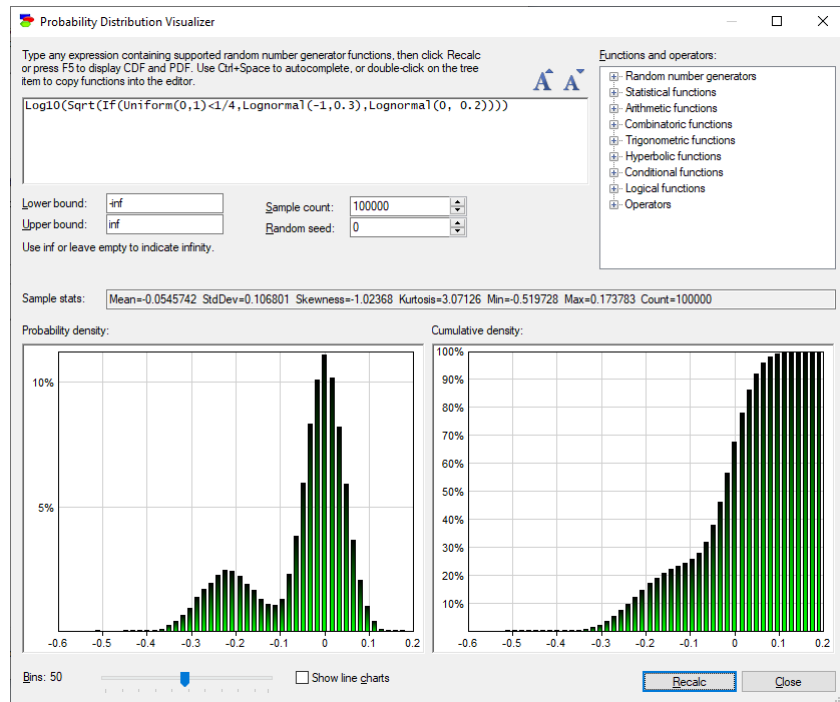 Probability Distribution Visualizer
Type any expression containing supported random number generator functions, then click Recalc
or press F5 to display CDF and PDF. Use Ctrl+Space to autocomplete, or double-click on the tree
item to copy functions into the editor.
A A
Functions and operators:
Log10(Sqrt(If(Uniform(0,1)<1/4,Lognormal(-1,0.3),Lognormal(0, 0.2))))
Random number generators
Statistical functions
Arithmetic functions
Combinatoric functions
Trigonometric functions
Hyperbolic functions
Conditional functions
Logical functions
Operators
Lower bound: -inf
Upper bound: inf
Use inf or leave empty to indicate infinity.
Sample count: 100000
Random seed: 0
Sample stats: Mean=-0.0545742 StdDev=0.106801 Skewness=-1.02368 Kurtosis=3.07126 Min=-0.519728 Max=0.173783 Count=100000
Probability density:
10%
5%
-0.6 -0.5 -0.4 -0.3 -0.2 -0.1 0 0.1 0.2
Cumulative density:
100%
90%
80%
70%
60%
50%
40%
30%
20%
10%
-0.6 -0.5 -0.4 -0.3 -0.2 -0.1 0 0.1 0.2
Bins: 50
Show line charts
Recalc
Close